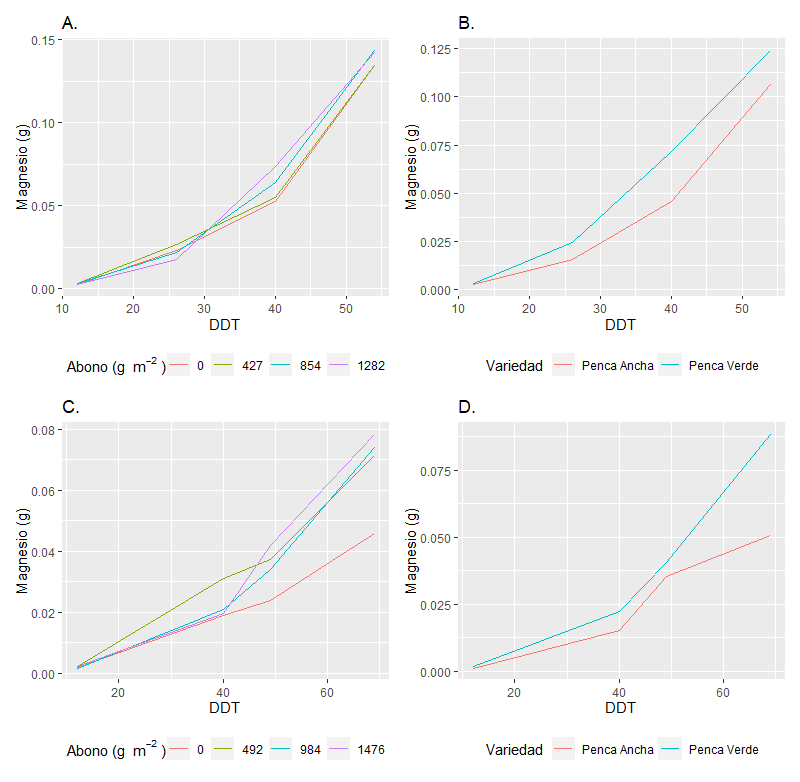 A.
Magnesio (g)
0.15
0.10
0.05
0.00
10 20 30 40 50
DDT
Abono (g m⁻²) 0 427 854 1282
B.
Magnesio (g)
0.125
0.100
0.075
0.050
0.025
0.000
10 20 30 40 50
DDT
Variedad Penca Ancha Penca Verde
C.
Magnesio (g)
0.08
0.06
0.04
0.02
0.00
20 40 60
DDT
Abono (g m⁻²) 0 492 984 1476
D.
Magnesio (g)
0.075
0.050
0.025
0.000
20 40 60
DDT
Variedad Penca Ancha Penca Verde